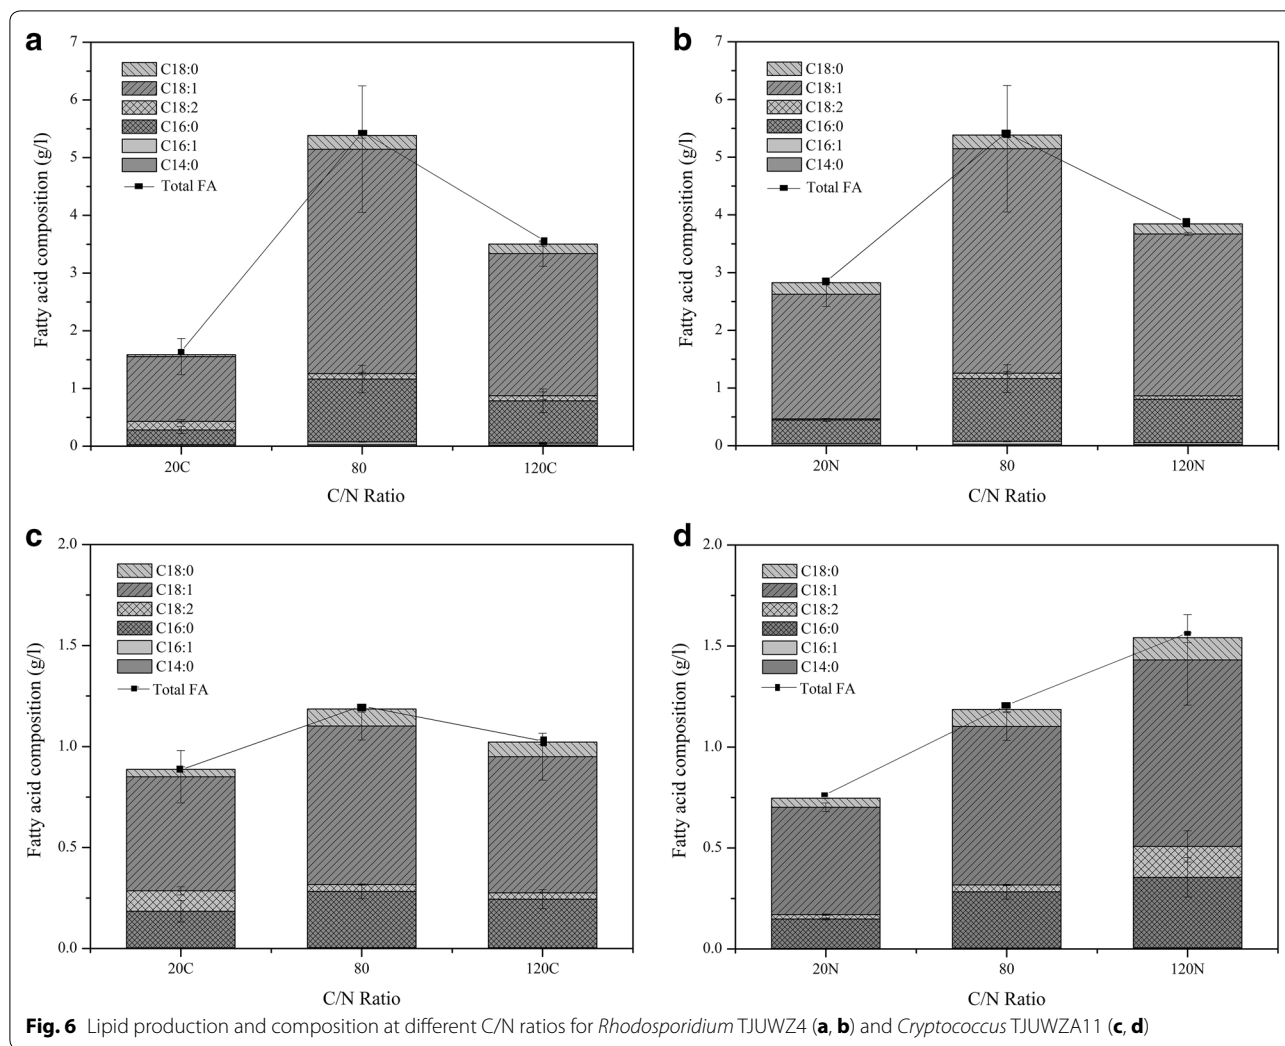 a
7
6
5
4
3
2
1
0
Fatty acid composition (g/l)
C18:0
C18:1
C18:2
C16:0
C16:1
C14:0
Total FA
20C 80 120C
C/N Ratio
b
7
6
5
4
3
2
1
0
Fatty acid composition (g/l)
C18:0
C18:1
C18:2
C16:0
C16:1
C14:0
Total FA
20N 80 120N
C/N Ratio
c
2.0
1.5
1.0
0.5
0.0
Fatty acid composition (g/l)
C18:0
C18:1
C18:2
C16:0
C16:1
C14:0
Total FA
20C 80 120C
C/N Ratio
d
2.0
1.5
1.0
0.5
0.0
Fatty acid composition (g/l)
C18:0
C18:1
C18:2
C16:0
C16:1
C14:0
Total FA
20N 80 120N
C/N Ratio
Fig. 6 Lipid production and composition at different C/N ratios for Rhodosporidium TJUWZ4 (a, b) and Cryptococcus TJUWZA11 (c, d)